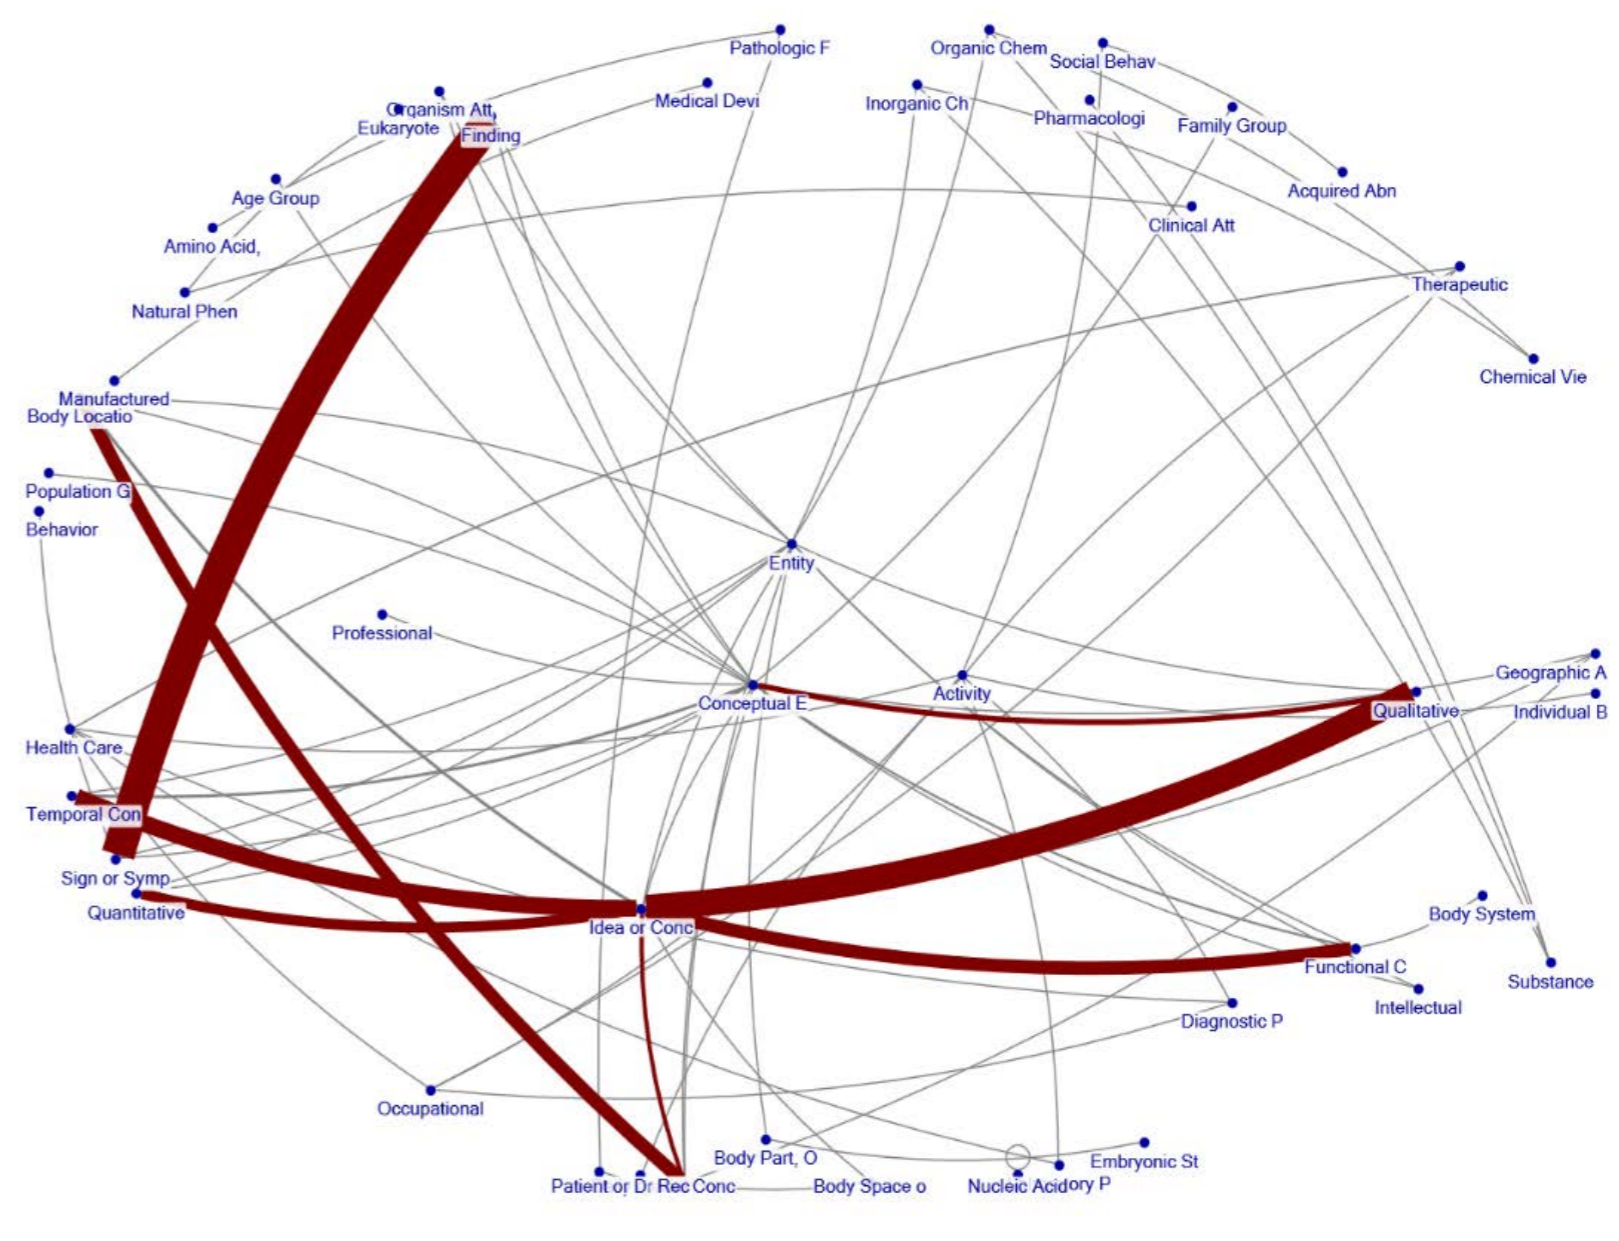 Pathologic F
Organic Chem
Social Behav
Medical Devi
Inorganic Ch
Organism Att
Pharmacologi
Family Group
Eukaryote
Finding
Acquired Abn
Age Group
Clinical Att
Amino Acid,
Therapeutic
Natural Phen
Chemical Vie
Manufactured
Body Locatio
Population G
Behavior
Entity
Professional
Geographic A
Conceptual E
Activity
Qualitative
Individual B
Health Care
Temporal Con
Sign or Symp
Quantitative
Idea or Conc
Body System
Functional C
Substance
Intellectual
Diagnostic P
Occupational
Body Part, O
Embryonic St
Patient or Dr Rec Conc
Body Space o
Nucleic Acid ory P